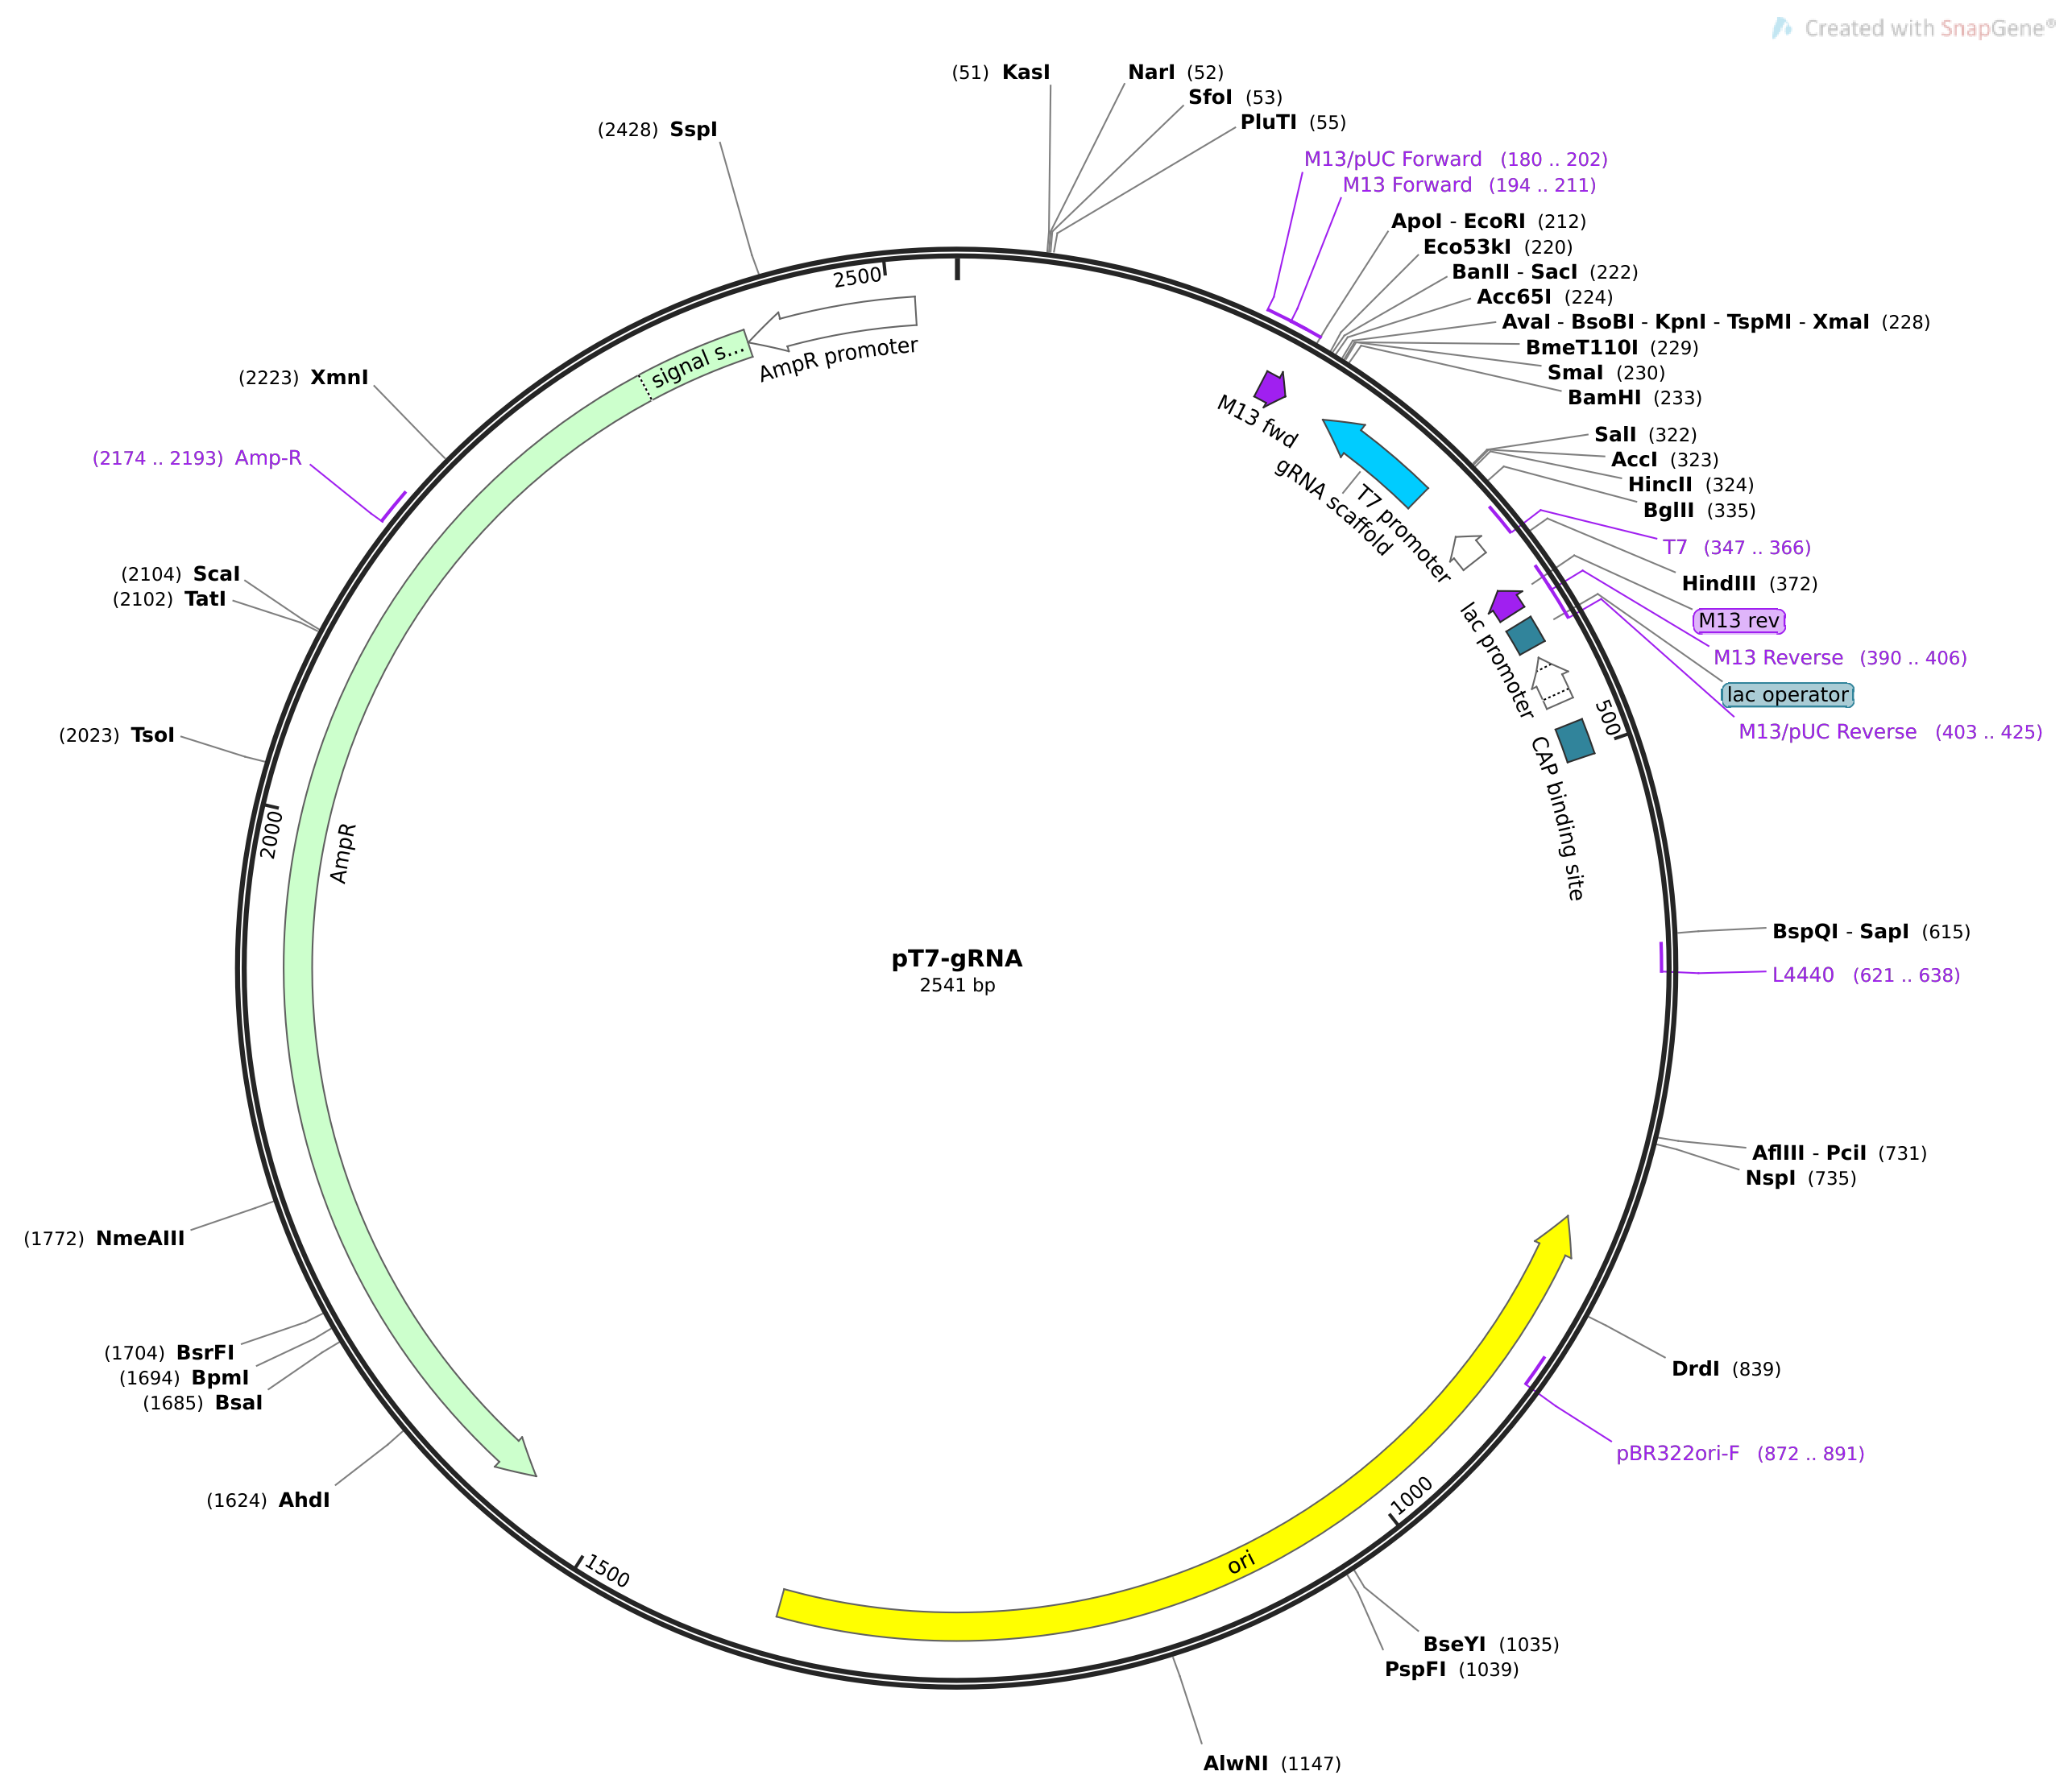 Created with SnapGene®
(51) KasI
NarI (52)
SfoI (53)
PluTI (55)
(2428) SspI
M13/pUC Forward (180 .. 202)
M13 Forward (194 .. 211)
ApoI - EcoRI (212)
Eco53kI (220)
BanII - SacI (222)
Acc65I (224)
AvaI - BsoBI - KpnI - TspMI - XmaI (228)
BmeT110I (229)
SmaI (230)
BamHI (233)
SalI (322)
AccI (323)
HincII (324)
BglII (335)
T7 (347 .. 366)
HindIII (372)
M13 rev
M13 Reverse (390 .. 406)
lac operator
M13/pUC Reverse (403 .. 425)
2500
signal s...
AmpR promoter
M13 fwd
gRNA scaffold
T7 promoter
lac promoter
500
CAP binding site
(2223) XmnI
(2174 .. 2193) Amp-R
(2104) ScaI
(2102) TatI
(2023) TsoI
2000
AmpR
pT7-gRNA
2541 bp
BspQI - SapI (615)
L4440 (621 .. 638)
AflIII - PciI (731)
NspI (735)
(1772) NmeAIII
(1704) BsrFI
(1694) BpmI
(1685) BsaI
(1624) AhdI
DrdI (839)
pBR322ori-F (872 .. 891)
1000
ori
1500
BseYI (1035)
PspFI (1039)
AlwNI (1147)